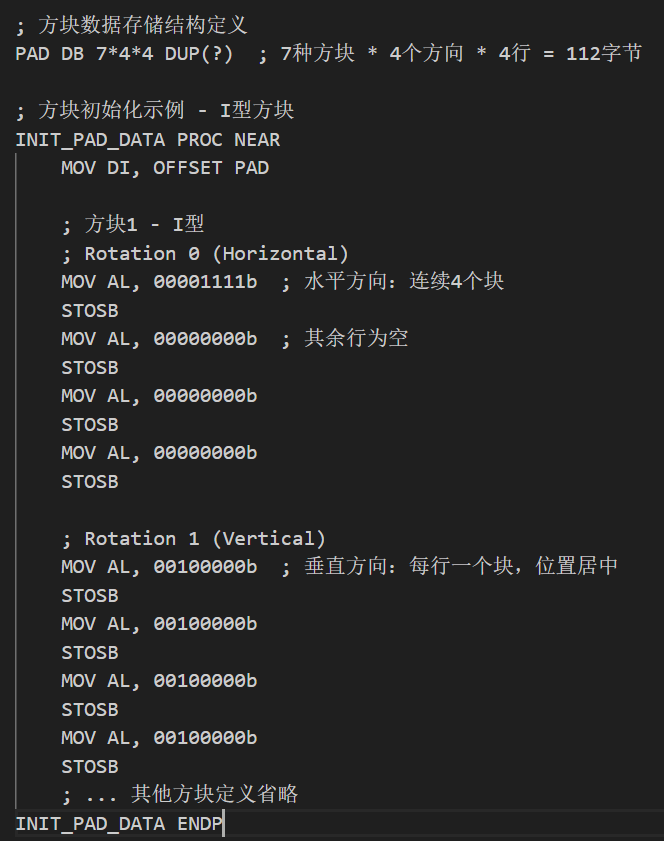 ; 方块数据存储结构定义
PAD DB 7*4*4 DUP(?)  ; 7种方块 * 4个方向 * 4行 = 112字节
; 方块初始化示例 - I型方块
INIT_PAD_DATA PROC NEAR
MOV DI, OFFSET PAD
; 方块1 - I型
; Rotation 0 (Horizontal)
MOV AL, 00001111b  ; 水平方向：连续4个块
STOSB
MOV AL, 00000000b  ; 其余行为空
STOSB
MOV AL, 00000000b
STOSB
MOV AL, 00000000b
STOSB
; Rotation 1 (Vertical)
MOV AL, 00100000b  ; 垂直方向：每行一个块，位置居中
STOSB
MOV AL, 00100000b
STOSB
MOV AL, 00100000b
STOSB
MOV AL, 00100000b
STOSB
; ... 其他方块定义省略
INIT_PAD_DATA ENDP